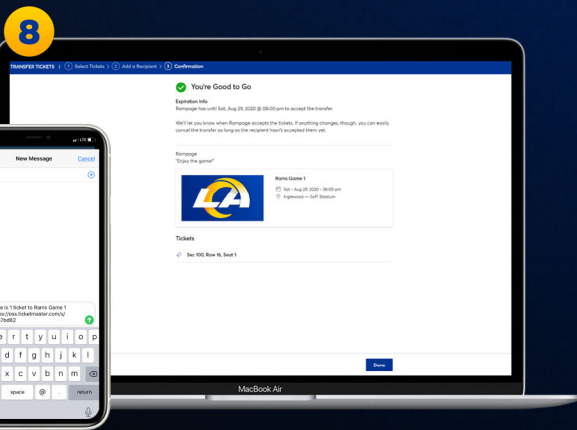 8
TRANSFER TICKETS | 1 Select Tickets > 2 Add a Recipient > 3 Confirmation
You're Good to Go
Expiration Info
Rampage has until Sat, Aug 29, 2020 @ 08:00 pm to accept the transfer.
We'll let you know when Rampage accepts the tickets. If anything changes, though, you can easily
cancel the transfer as long as the recipient hasn't accepted them yet.
Rampage
"Enjoy the game!"
LA
Rams Game 1
Sat - Aug 29, 2020 - 08:00 pm
Inglewood — SoFi Stadium
Tickets
Sec 100, Row 16, Seat 1
Done
MacBook Air
LTE
New Message Cancel
e is 1 ticket to Rams Game 1
s://oss.ticketmaster.com/s/
7bd62
e r t y u i o p
d f g h j k l
x c v b n m
space @ . return